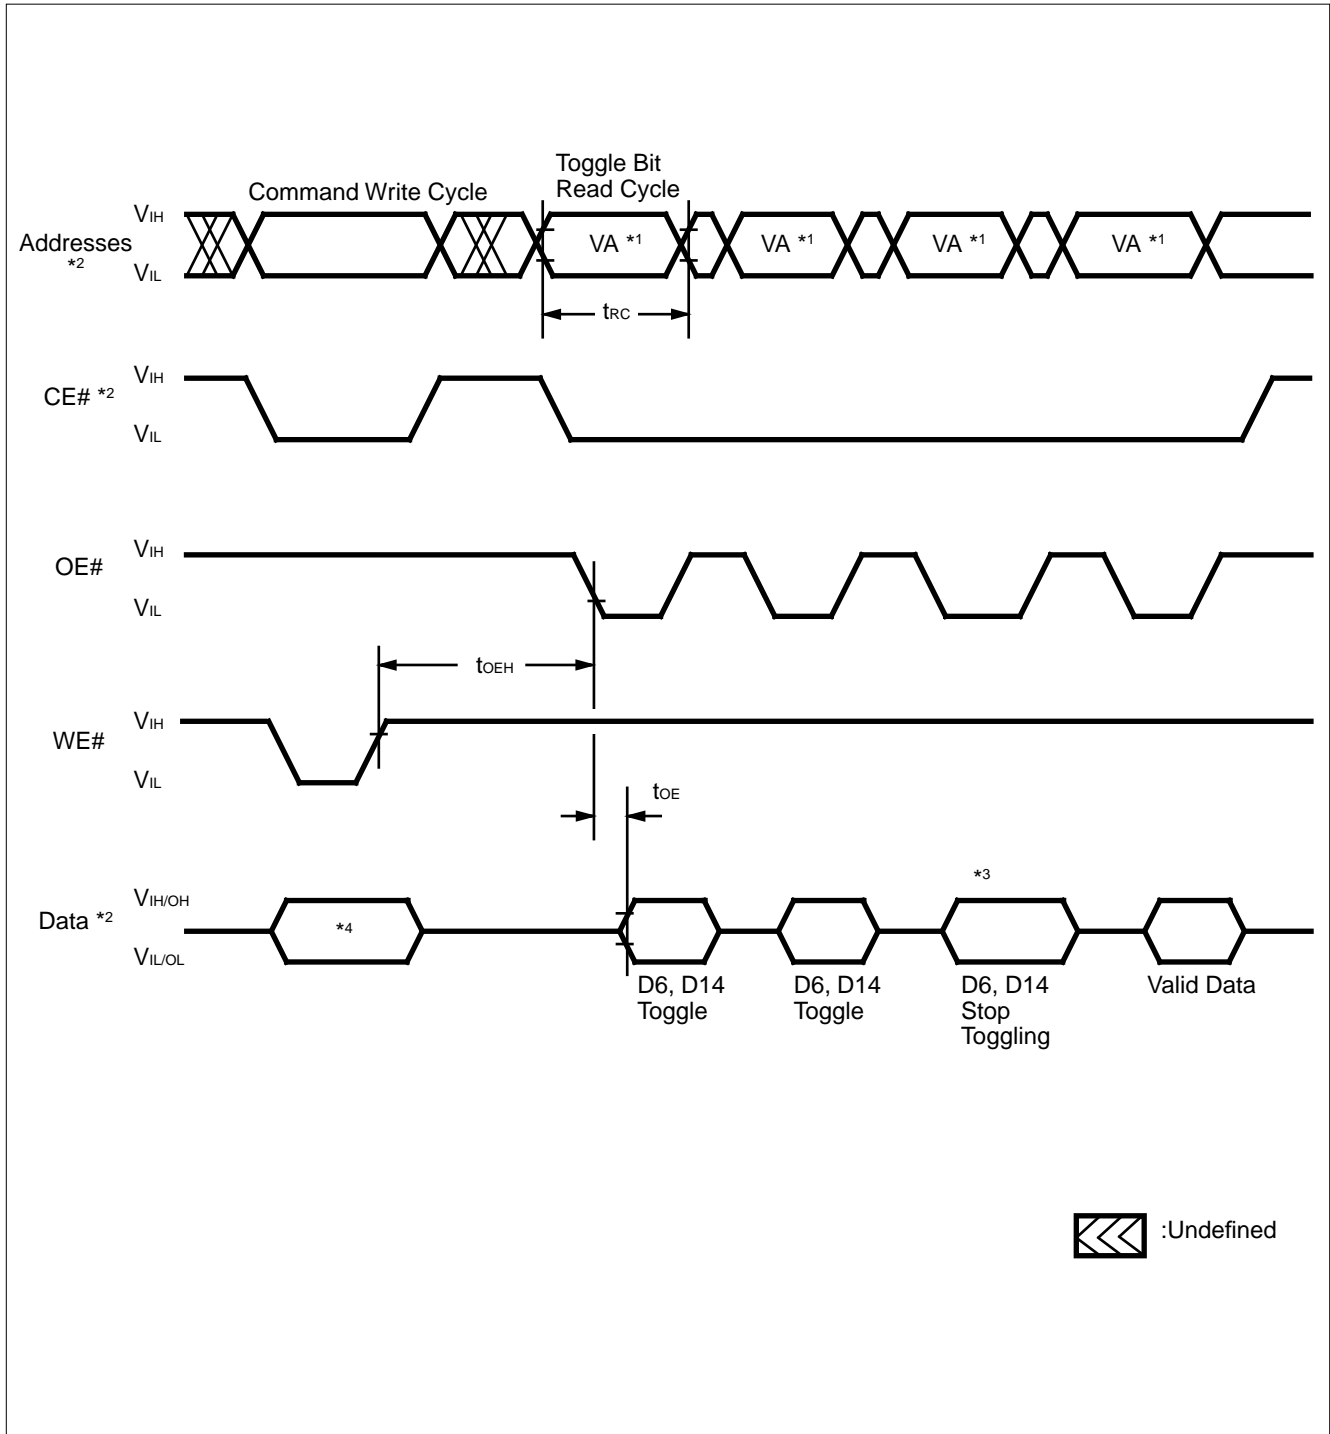 Toggle Bit
Read Cycle
Command Write Cycle
Addresses
*2
VIH
VIL
VA *1
VA *1
VA *1
VA *1
tRC
CE# *2
VIH
VIL
OE#
VIH
VIL
tOEH
WE#
VIH
VIL
tOE
Data *2
VIH/OH
VIL/OL
*4
*3
D6, D14
Toggle
D6, D14
Toggle
D6, D14
Stop
Toggling
Valid Data
:Undefined